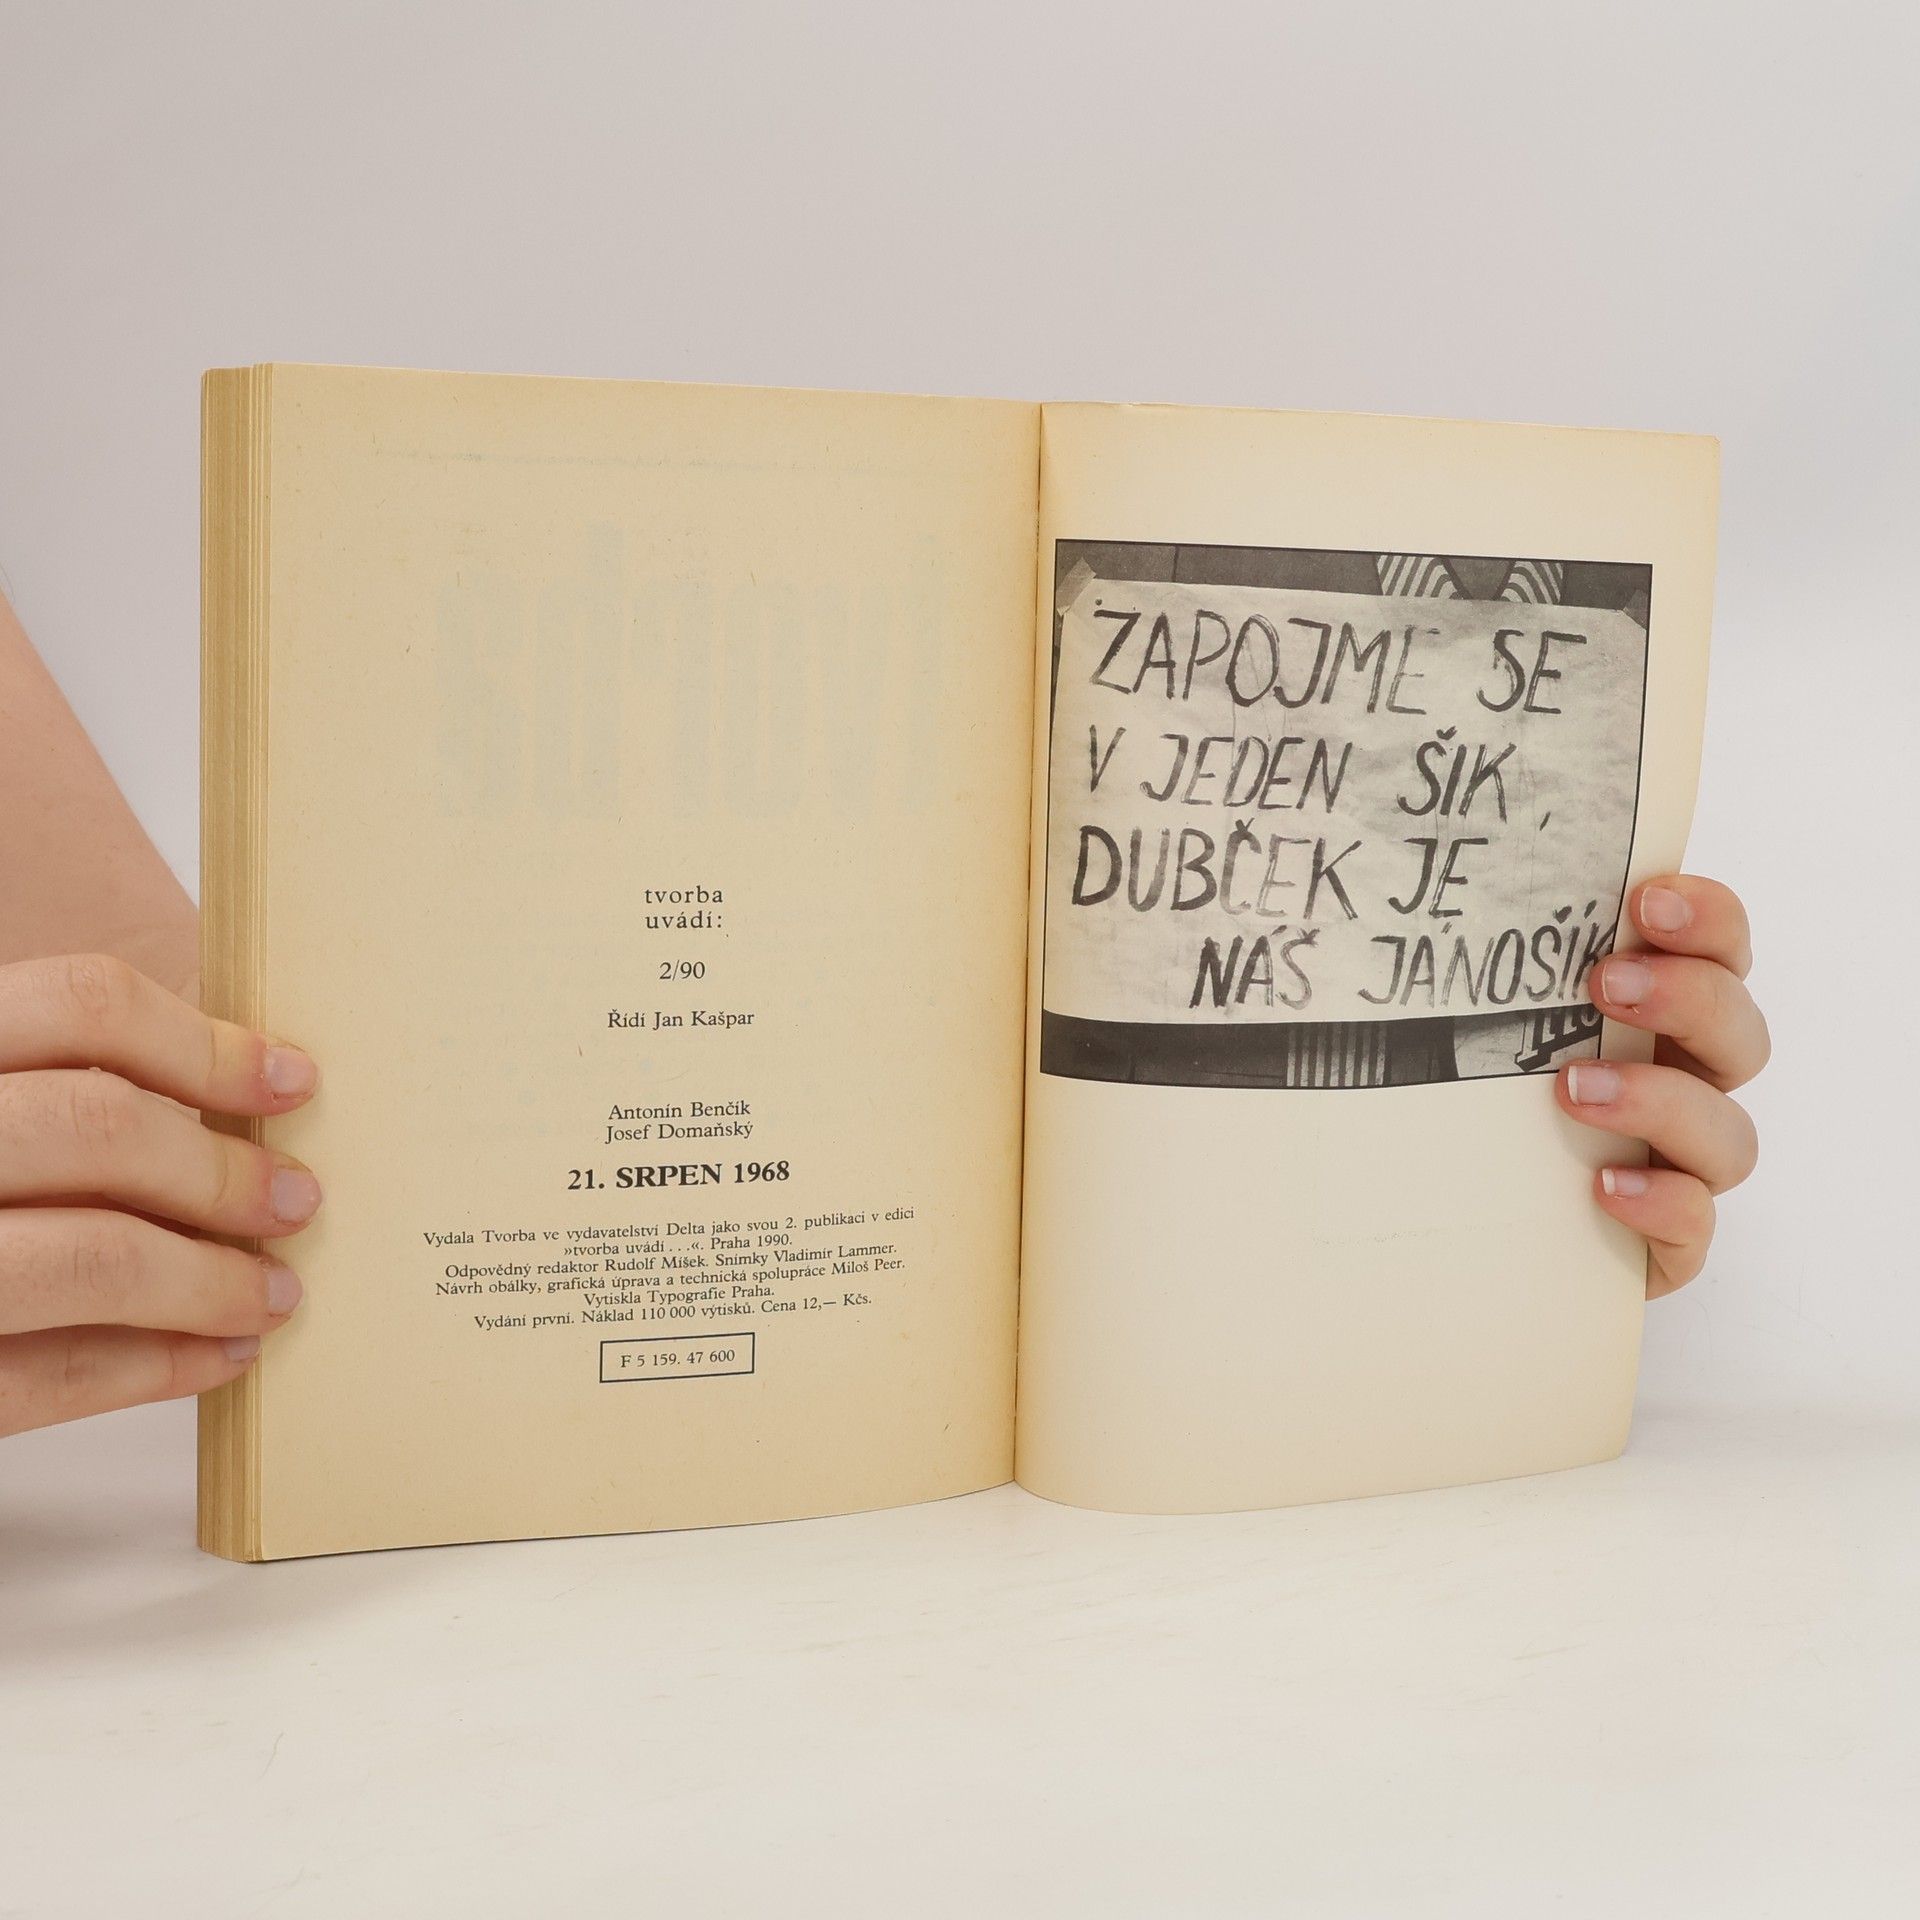 tvorba
uvádí:
2/90
Řídí Jan Kašpar
Antonín Benčík
Josef Domaňský
21. SRPEN 1968
Vydala Tvorba ve vydavatelství Delta jako svou 2. publikaci v edici
»tvorba uvádí . . .«. Praha 1990.
Odpovědný redaktor Rudolf Míšek. Snímky Vladimír Lammer.
Návrh obálky, grafická úprava a technická spolupráce Miloš Peer.
Vytiskla Typografie Praha.
Vydání první. Náklad 110 000 výtisků. Cena 12,— Kčs.
F 5 159. 47 600
ZAPOJME SE
V JEDEN ŠIK,
DUBČEK JE
NÁŠ JÁNOŠÍK